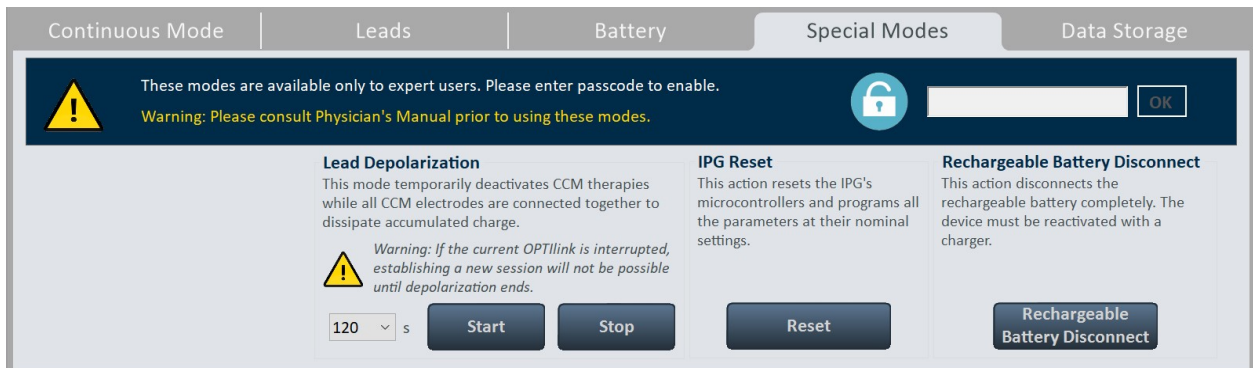 Continuous Mode
Leads
Battery
Special Modes
Data Storage
These modes are available only to expert users. Please enter passcode to enable.
Warning: Please consult Physician's Manual prior to using these modes.
OK
Lead Depolarization
This mode temporarily deactivates CCM therapies
while all CCM electrodes are connected together to
dissipate accumulated charge.
Warning: If the current OPTIlink is interrupted,
establishing a new session will not be possible
until depolarization ends.
120 s
Start
Stop
IPG Reset
This action resets the IPG's
microcontrollers and programs all
the parameters at their nominal
settings.
Reset
Rechargeable Battery Disconnect
This action disconnects the
rechargeable battery completely. The
device must be reactivated with a
charger.
Rechargeable
Battery Disconnect